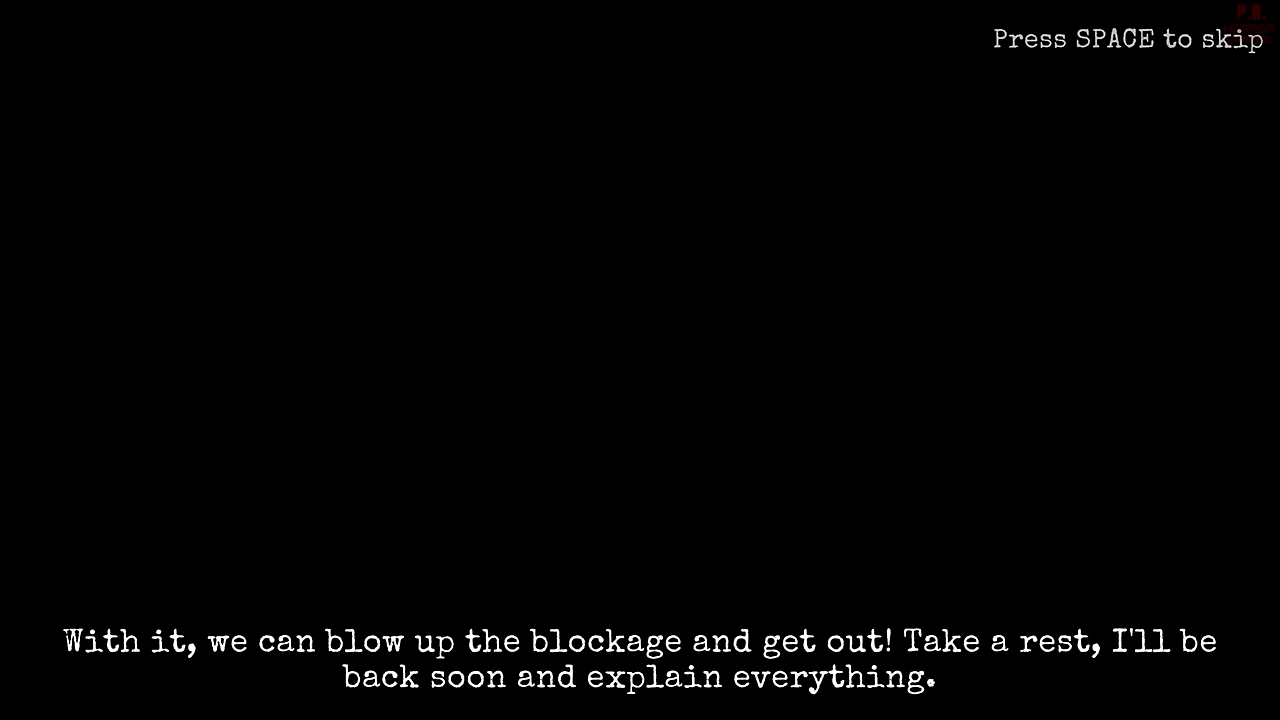 Press SPACE to skip
With it, we can blow up the blockage and get out! Take a rest, I'll be
back soon and explain everything.